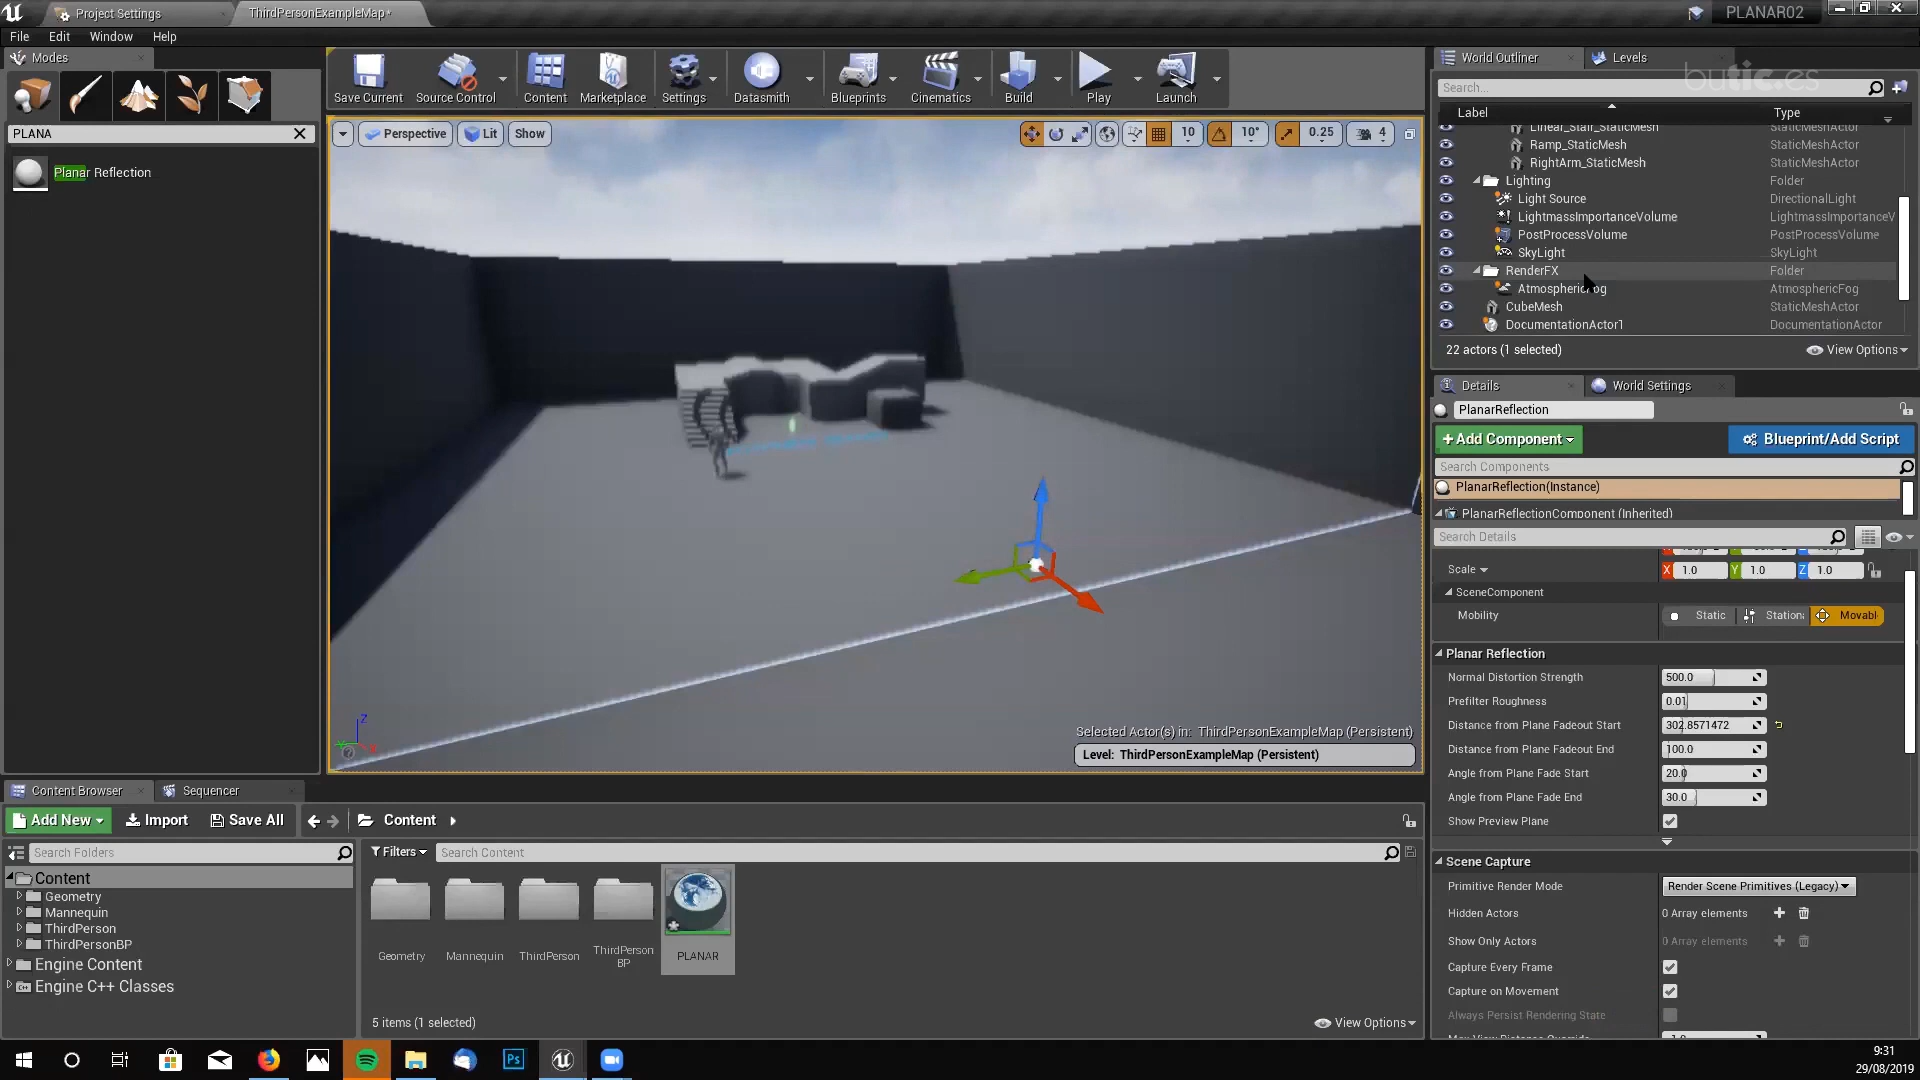 Project Settings
ThirdPersonExampleMap*
PLANAR02
File Edit Window Help
Modes
PLANA
Planar Reflection
Save Current
Source Control
Content
Marketplace
Settings
Datasmith
Blueprints
Cinematics
Build
Play
Launch
Perspective
Lit
Show
10
10°
0.25
4
Selected Actor(s) in: ThirdPersonExampleMap (Persistent)
Level: ThirdPersonExampleMap (Persistent)
World Outliner
Levels
butic.es
Search...
Label Type
Linear_Stair_StaticMesh StaticMeshActor
Ramp_StaticMesh StaticMeshActor
RightArm_StaticMesh StaticMeshActor
Lighting Folder
Light Source DirectionalLight
LightmassImportanceVolume LightmassImportanceV
PostProcessVolume PostProcessVolume
SkyLight SkyLight
RenderFX Folder
AtmosphericFog AtmosphericFog
CubeMesh StaticMeshActor
DocumentationActor1 DocumentationActor
22 actors (1 selected)
View Options
Details
World Settings
PlanarReflection
+Add Component
Blueprint/Add Script
Search Components
PlanarReflection(Instance)
PlanarReflectionComponent (Inherited)
Search Details
Scale X 1.0 Y 1.0 Z 1.0
SceneComponent
Mobility Static Stationa Movabl
Planar Reflection
Normal Distortion Strength 500.0
Prefilter Roughness 0.01
Distance from Plane Fadeout Start 302.8571472
Distance from Plane Fadeout End 100.0
Angle from Plane Fade Start 20.0
Angle from Plane Fade End 30.0
Show Preview Plane
Scene Capture
Primitive Render Mode Render Scene Primitives (Legacy)
Hidden Actors 0 Array elements
Show Only Actors 0 Array elements
Capture Every Frame
Capture on Movement
Always Persist Rendering State
Content Browser
Sequencer
Add New
Import
Save All
Content
Search Folders
Filters
Search Content
Content
Geometry
Mannequin
ThirdPerson
ThirdPersonBP
Engine Content
Engine C++ Classes
Geometry
Mannequin
ThirdPerson
ThirdPerson
BP
PLANAR
5 items (1 selected)
View Options
Ps
9:31
29/08/2019